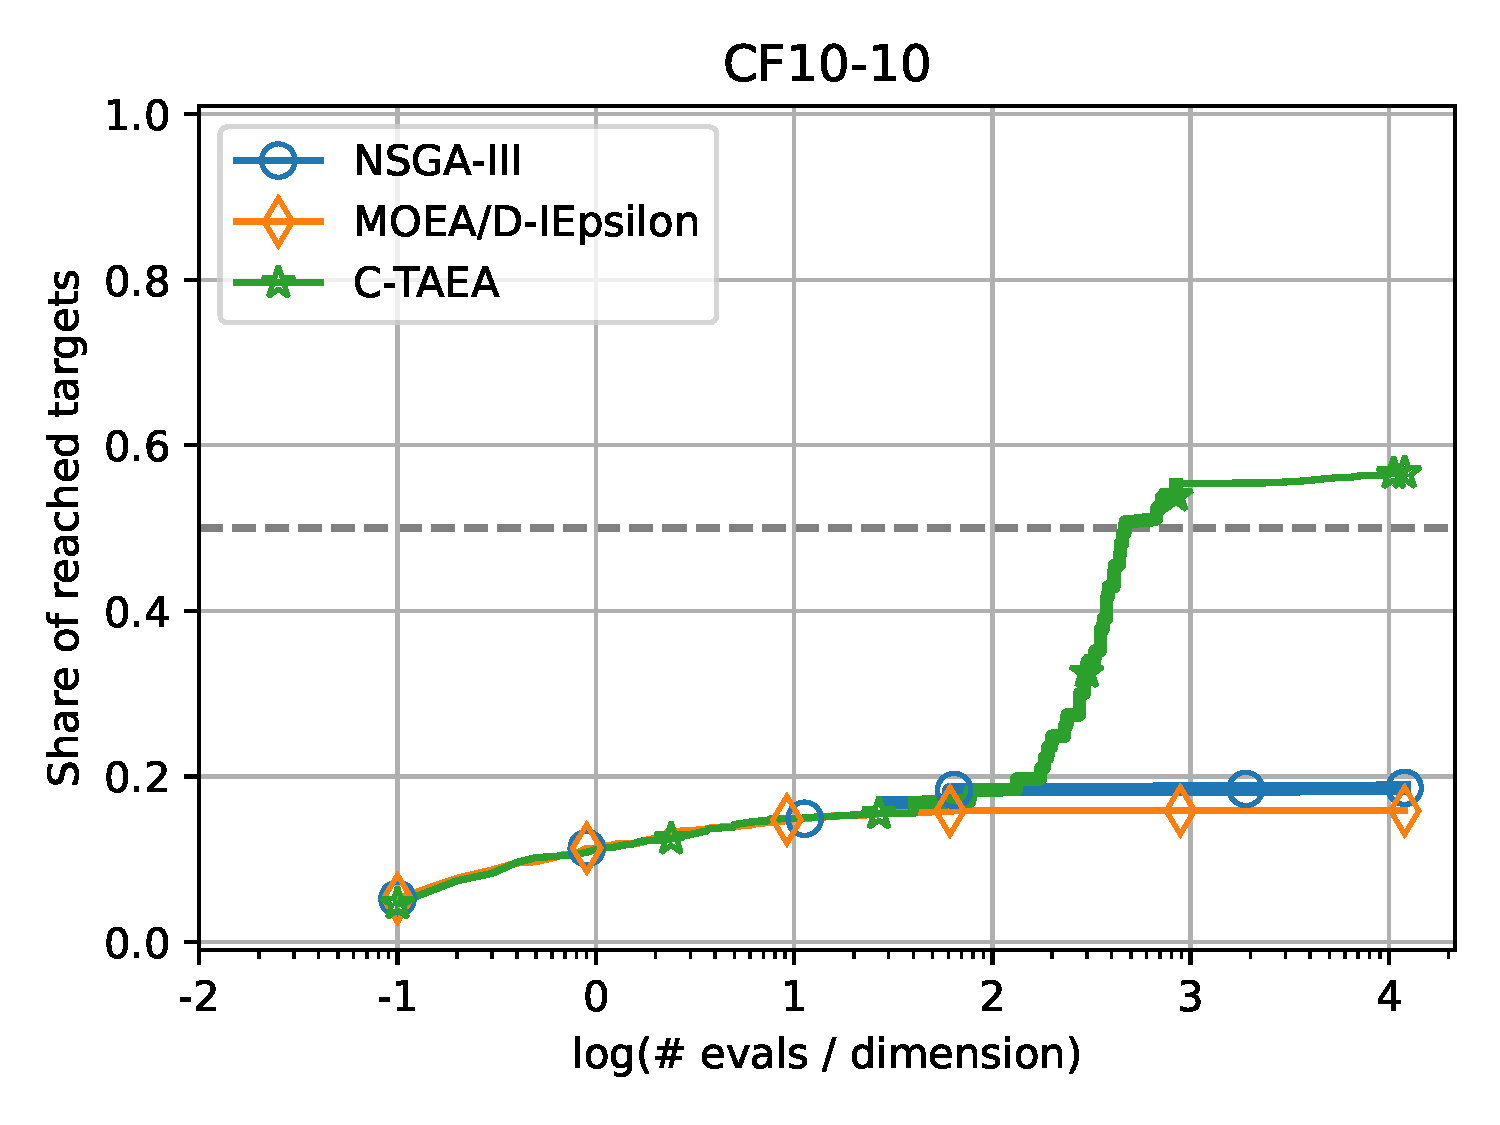 CF10-10
1.0
0.8
0.6
0.4
0.2
0.0
Share of reached targets
NSGA-III
MOEA/D-IEpsilon
C-TAEA
-2 -1 0 1 2 3 4
log(# evals / dimension)